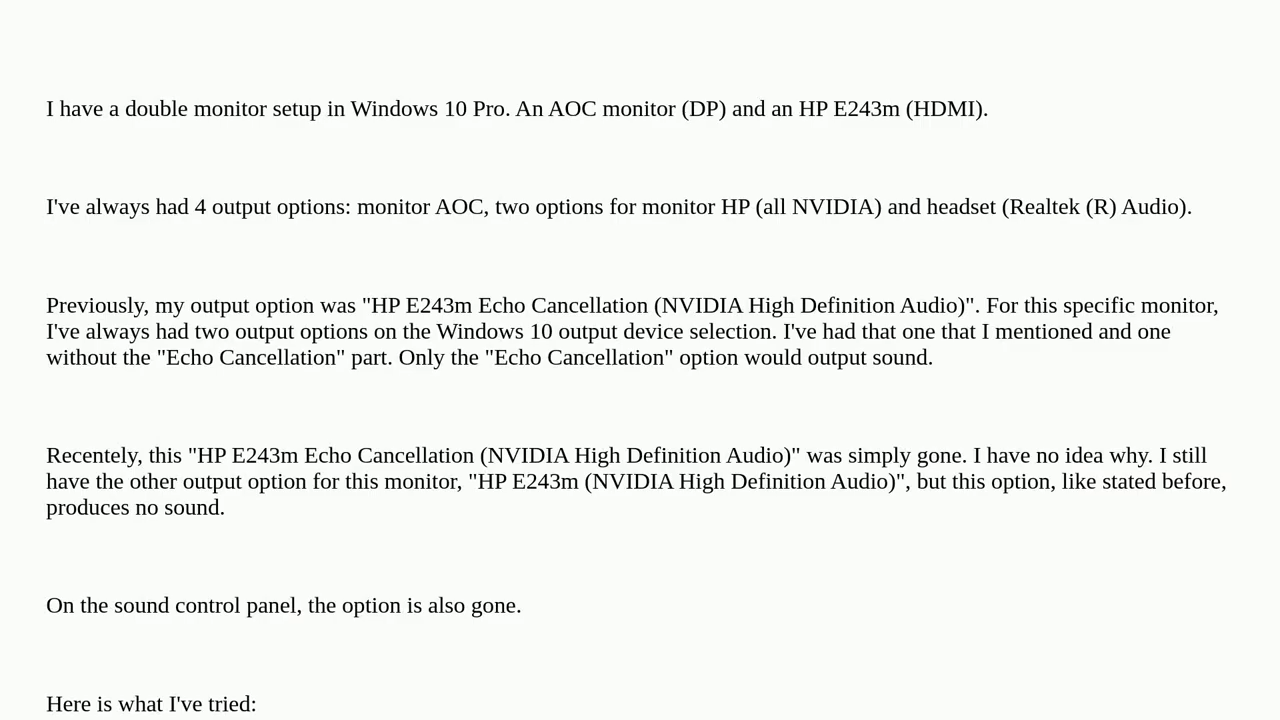 I have a double monitor setup in Windows 10 Pro. An AOC monitor (DP) and an HP E243m (HDMI).
I've always had 4 output options: monitor AOC, two options for monitor HP (all NVIDIA) and headset (Realtek (R) Audio).
Previously, my output option was "HP E243m Echo Cancellation (NVIDIA High Definition Audio)". For this specific monitor,
I've always had two output options on the Windows 10 output device selection. I've had that one that I mentioned and one
without the "Echo Cancellation" part. Only the "Echo Cancellation" option would output sound.
Recentely, this "HP E243m Echo Cancellation (NVIDIA High Definition Audio)" was simply gone. I have no idea why. I still
have the other output option for this monitor, "HP E243m (NVIDIA High Definition Audio)", but this option, like stated before,
produces no sound.
On the sound control panel, the option is also gone.
Here is what I've tried: